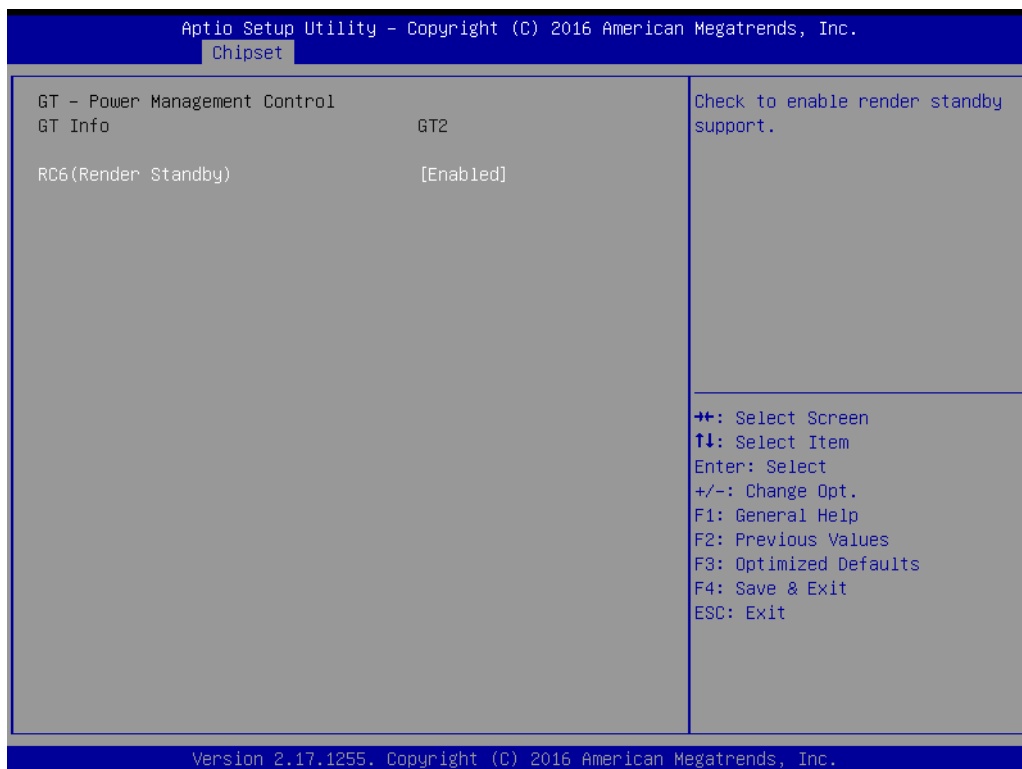 Aptio Setup Utility – Copyright (C) 2016 American Megatrends, Inc.
Chipset
GT – Power Management Control
GT Info GT2
RC6(Render Standby) [Enabled]
Check to enable render standby
support.
→←: Select Screen
↑↓: Select Item
Enter: Select
+/-: Change Opt.
F1: General Help
F2: Previous Values
F3: Optimized Defaults
F4: Save & Exit
ESC: Exit
Version 2.17.1255. Copyright (C) 2016 American Megatrends, Inc.